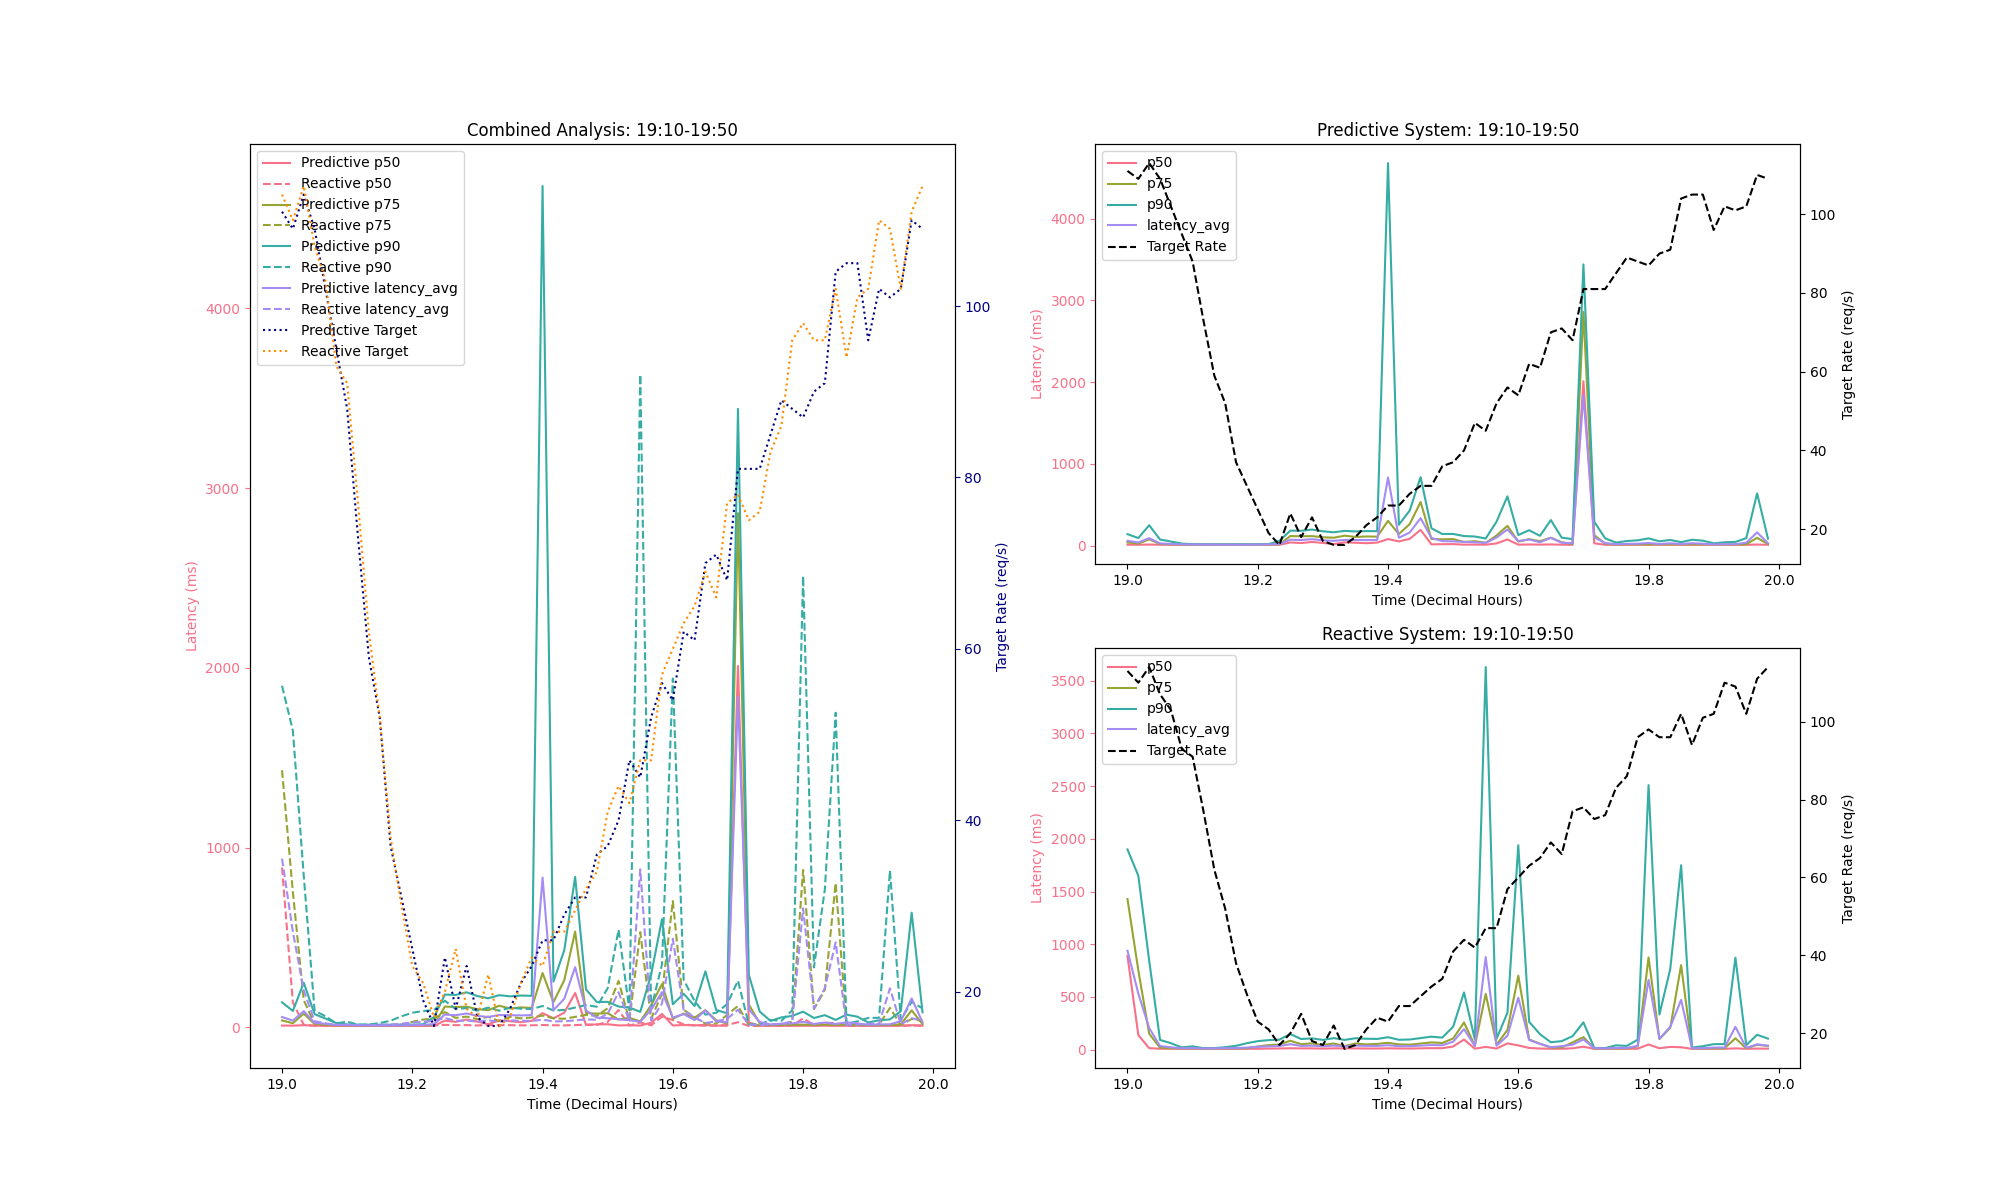 Combined Analysis: 19:10-19:50
Predictive p50
Reactive p50
Predictive p75
Reactive p75
Predictive p90
Reactive p90
Predictive latency_avg
Reactive latency_avg
Predictive Target
Reactive Target
4000
3000
2000
1000
0
Latency (ms)
100
80
60
40
20
Target Rate (req/s)
19.0 19.2 19.4 19.6 19.8 20.0
Time (Decimal Hours)
Predictive System: 19:10-19:50
p50
p75
p90
latency_avg
Target Rate
4000
3000
2000
1000
0
Latency (ms)
100
80
60
40
20
Target Rate (req/s)
19.0 19.2 19.4 19.6 19.8 20.0
Time (Decimal Hours)
Reactive System: 19:10-19:50
p50
p75
p90
latency_avg
Target Rate
3500
3000
2500
2000
1500
1000
500
0
Latency (ms)
100
80
60
40
20
Target Rate (req/s)
19.0 19.2 19.4 19.6 19.8 20.0
Time (Decimal Hours)